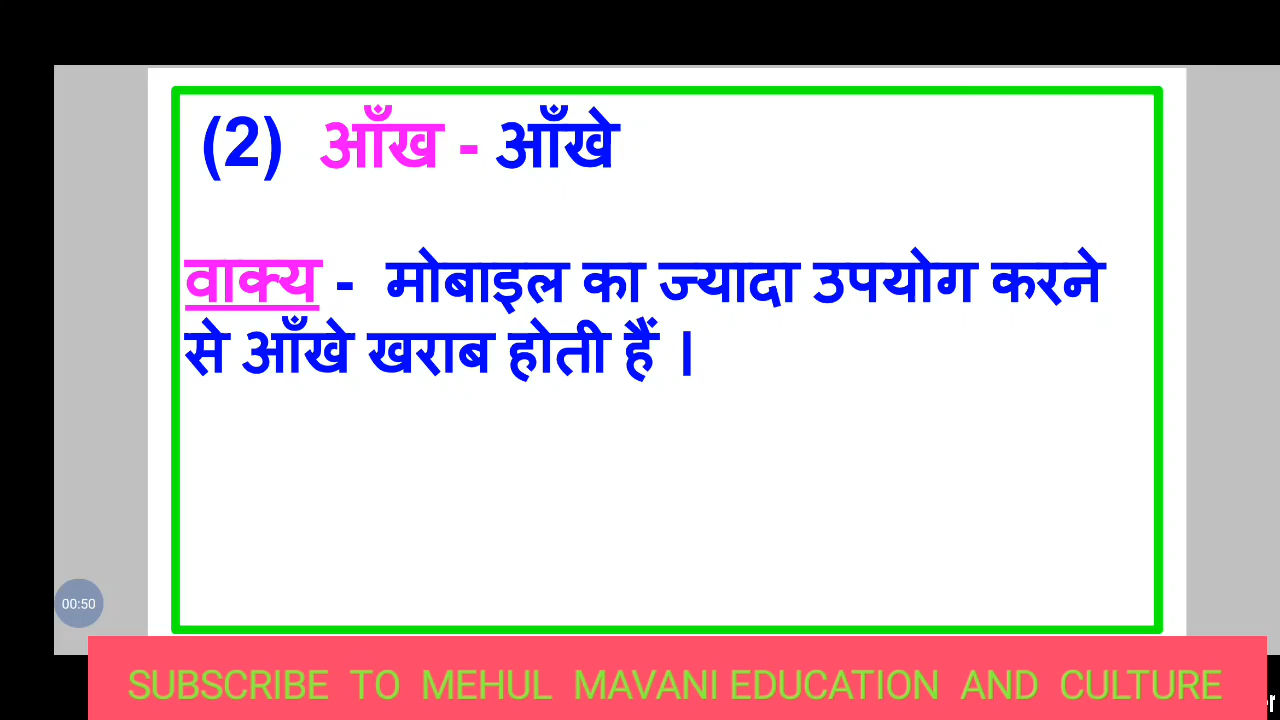 (2) आँख - आँखे
वाक्य - मोबाइल का ज्यादा उपयोग करने
से आँखे खराब होती हैं ।
00:50
SUBSCRIBE TO MEHUL MAVANI EDUCATION AND CULTURE